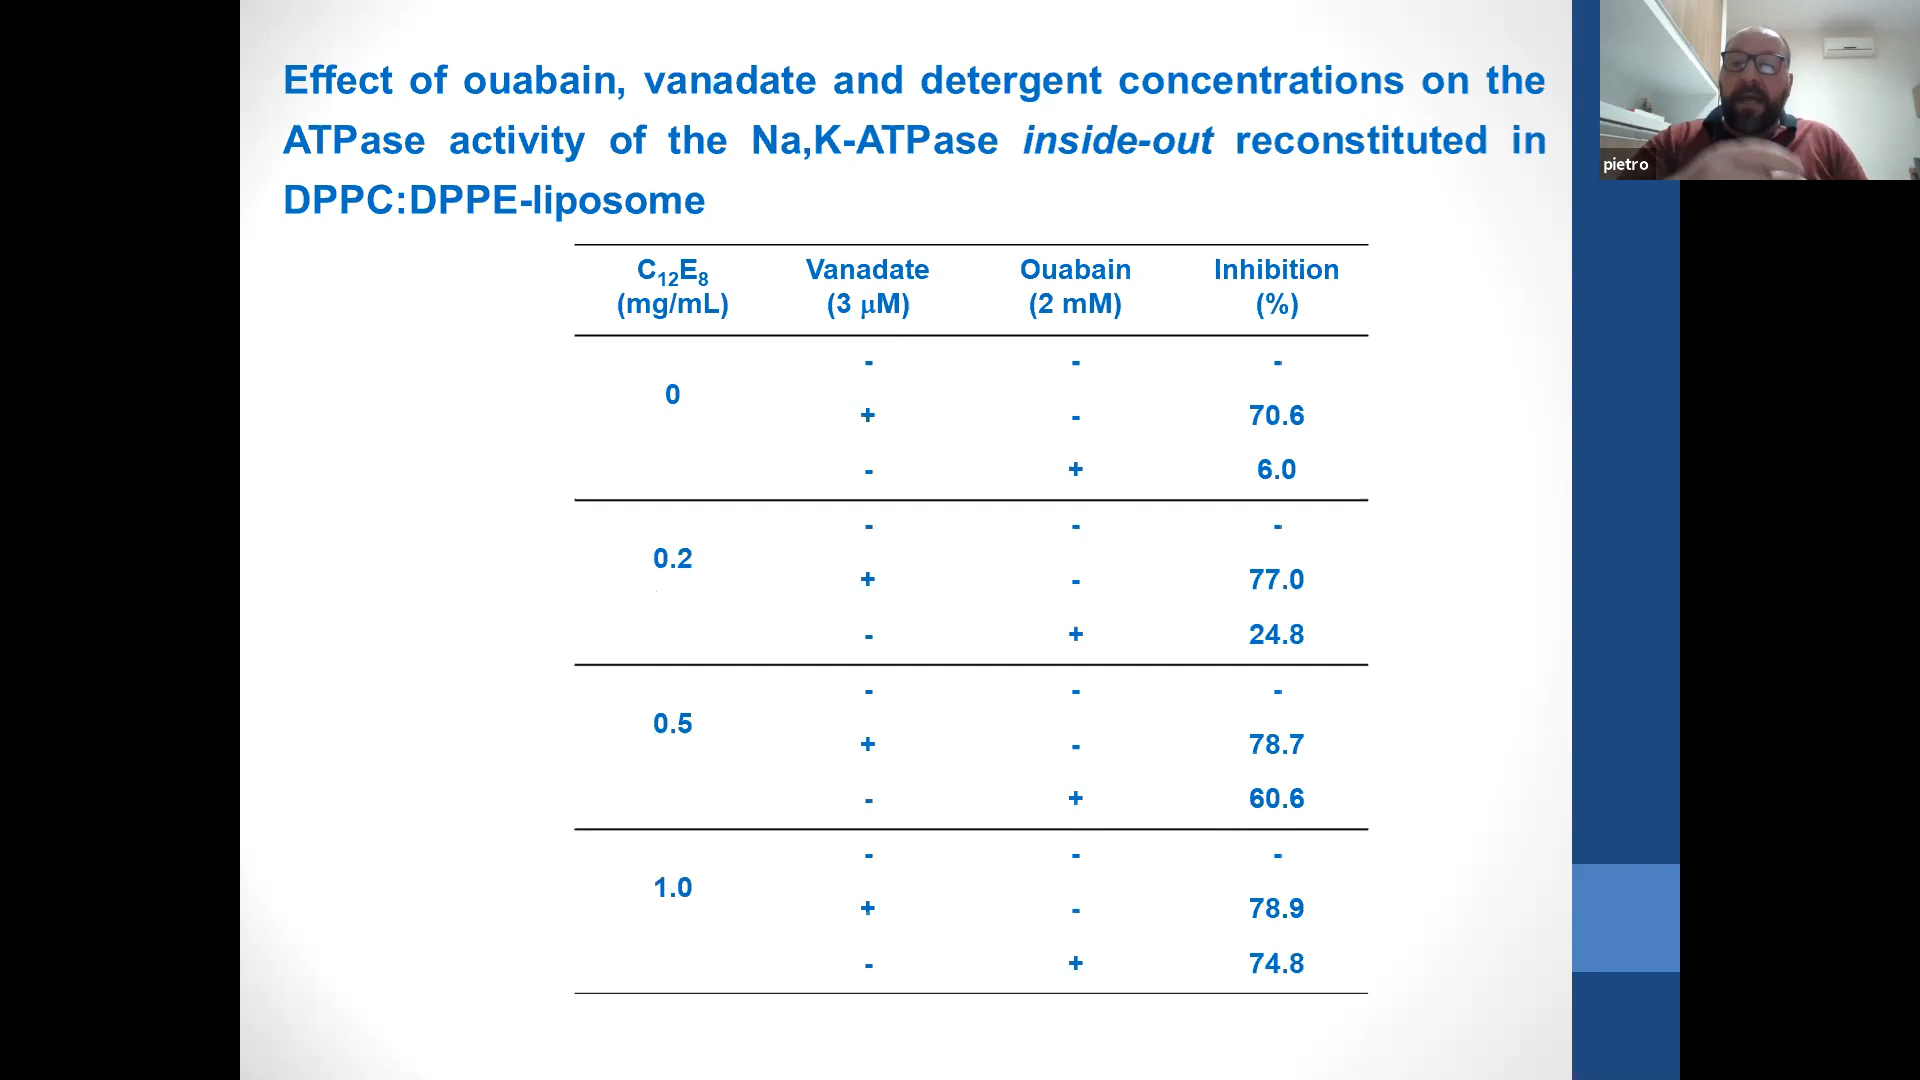 Effect of ouabain, vanadate and detergent concentrations on the
ATPase activity of the Na,K-ATPase inside-out reconstituted in
DPPC:DPPE-liposome
pietro
C12E8 Vanadate Ouabain Inhibition
(mg/mL) (3 μM) (2 mM) (%)
- - -
0
+ - 70.6
- + 6.0
- - -
0.2
+ - 77.0
- + 24.8
- - -
0.5
+ - 78.7
- + 60.6
- - -
1.0
+ - 78.9
- + 74.8